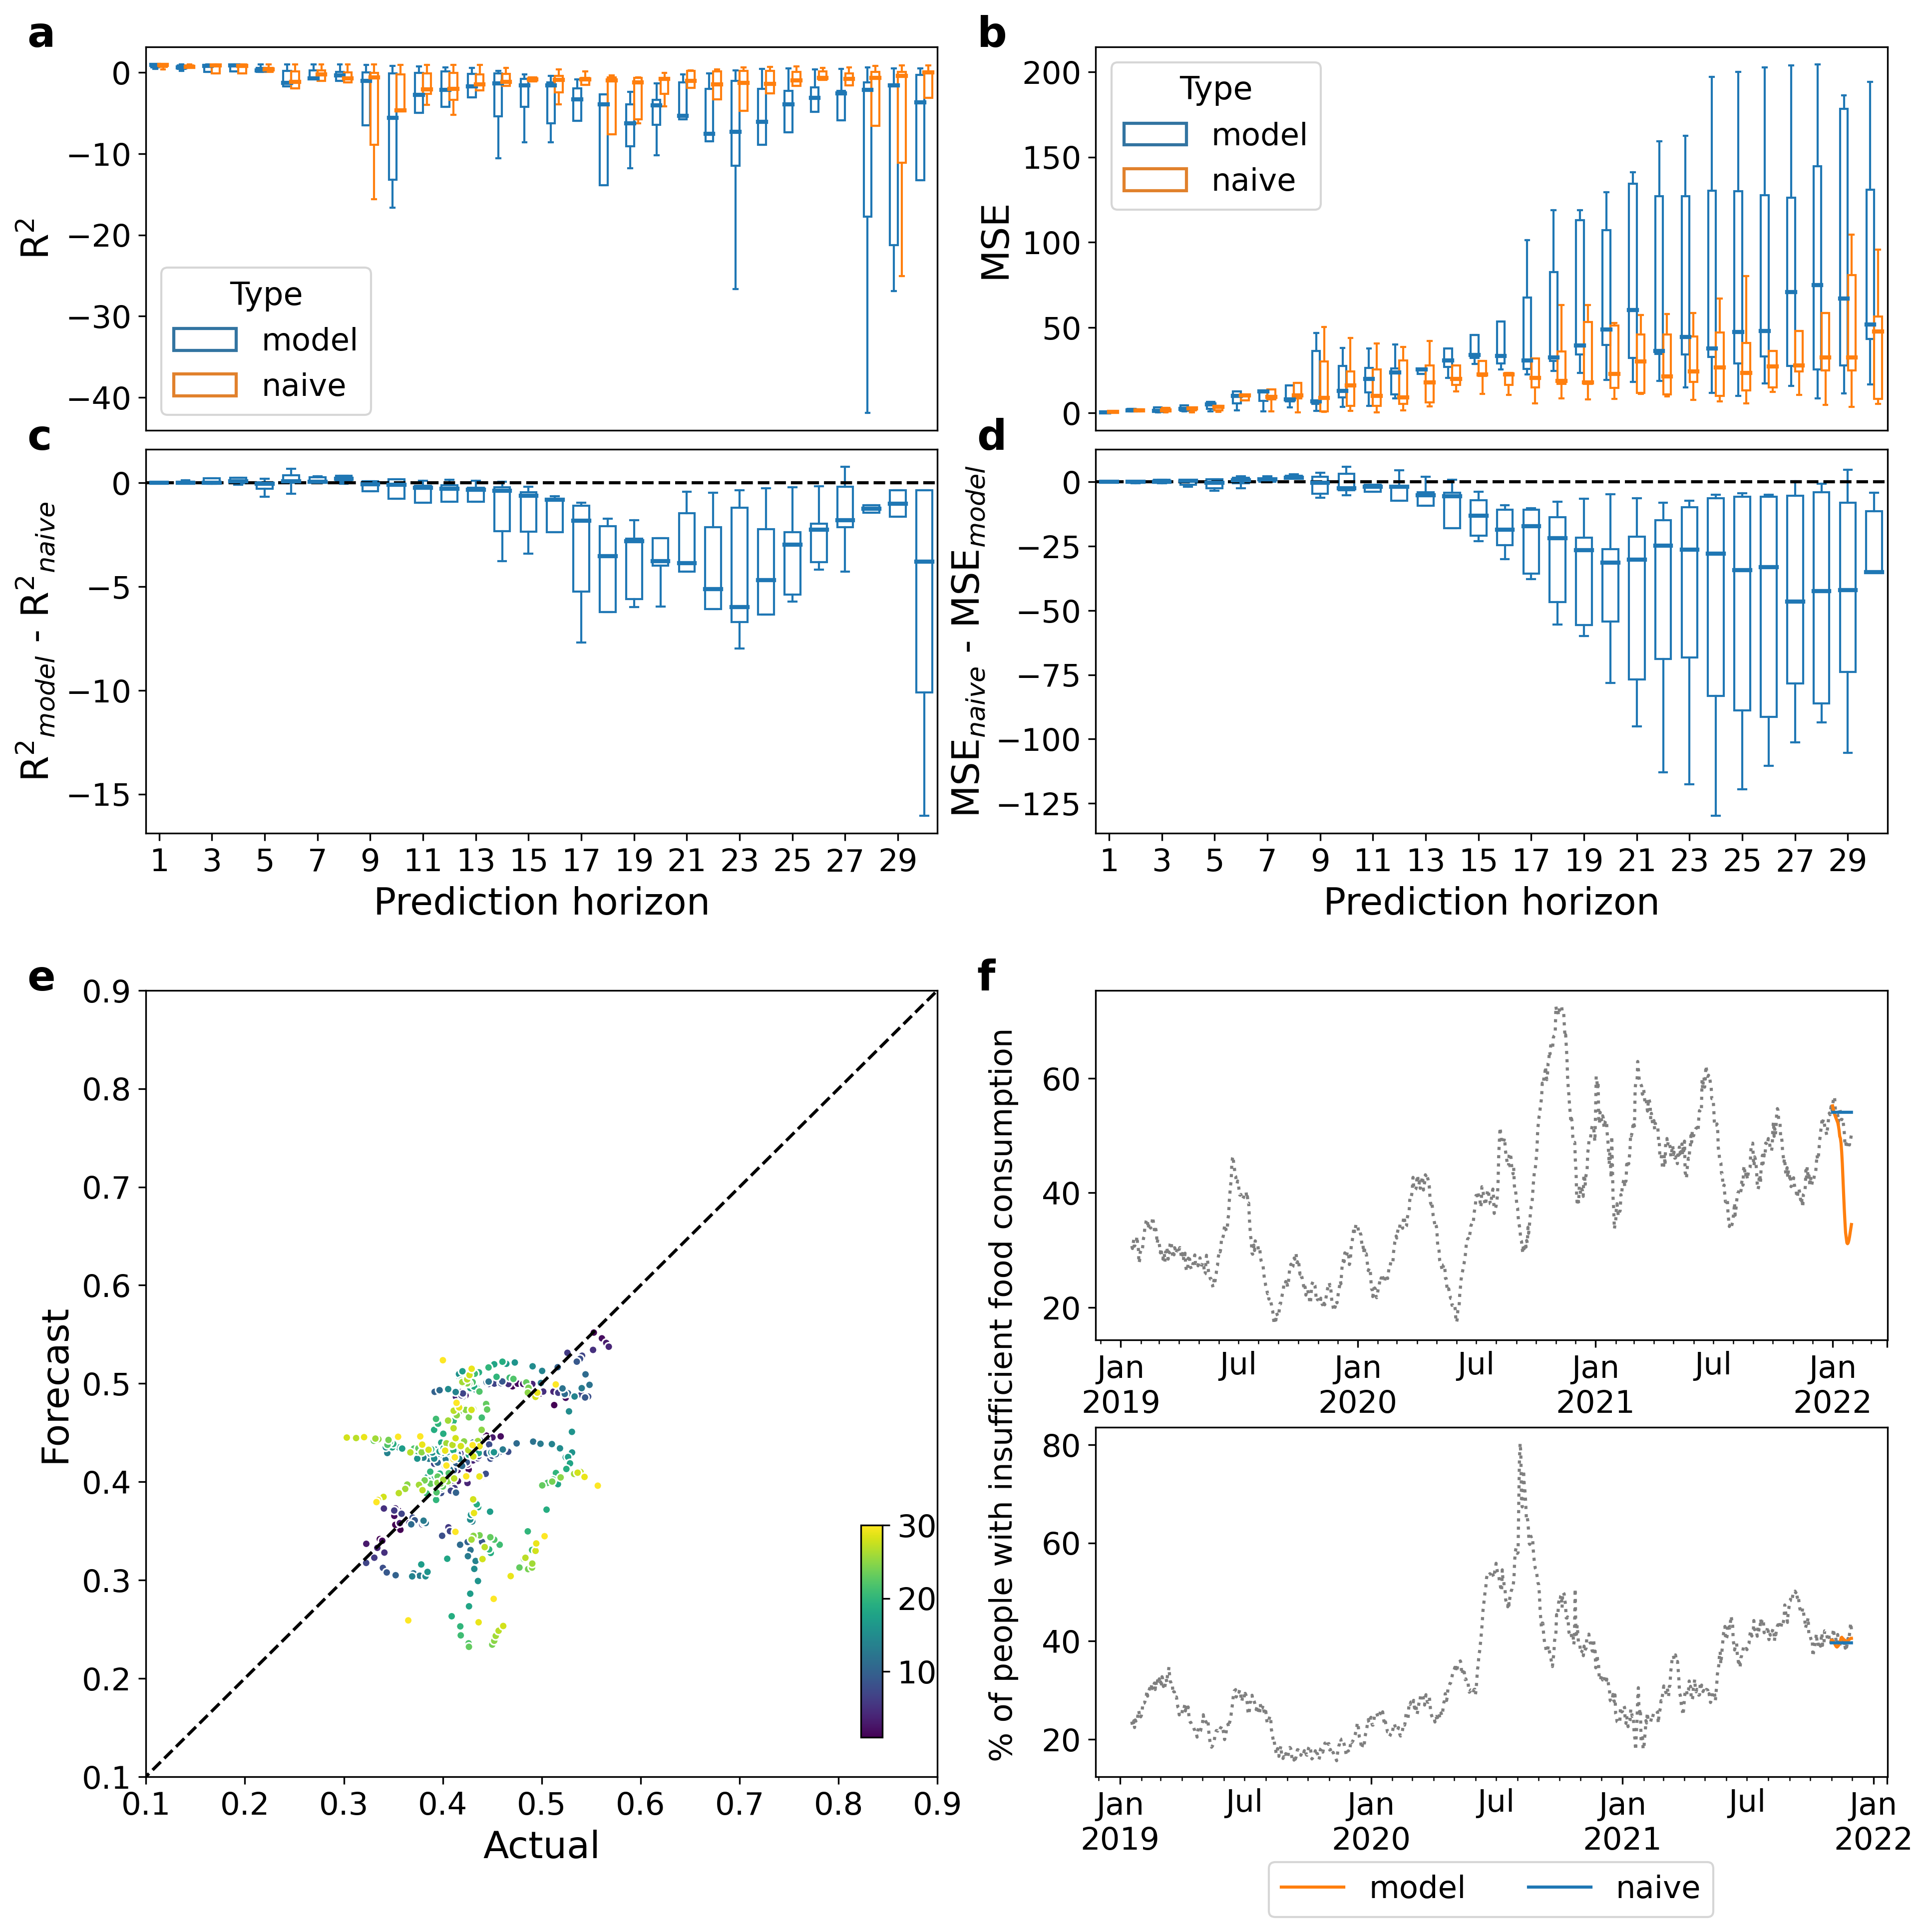 a
0
−10
−20
−30
−40
R²
Type
model
naive
b
200
150
100
50
0
MSE
Type
model
naive
c
0
−5
−10
−15
R²model - R²naive
1 3 5 7 9 11 13 15 17 19 21 23 25 27 29
Prediction horizon
d
0
−25
−50
−75
−100
−125
MSEnaive - MSEmodel
1 3 5 7 9 11 13 15 17 19 21 23 25 27 29
Prediction horizon
e
0.9
0.8
0.7
0.6
0.5
0.4
0.3
0.2
0.1
Forecast
30
20
10
0.1 0.2 0.3 0.4 0.5 0.6 0.7 0.8 0.9
Actual
f
% of people with insufficient food consumption
60
40
20
Jan Jul Jan Jul Jan Jul Jan
2019 2020 2021 2022
80
60
40
20
Jan Jul Jan Jul Jan Jul Jan
2019 2020 2021 2022
model naive